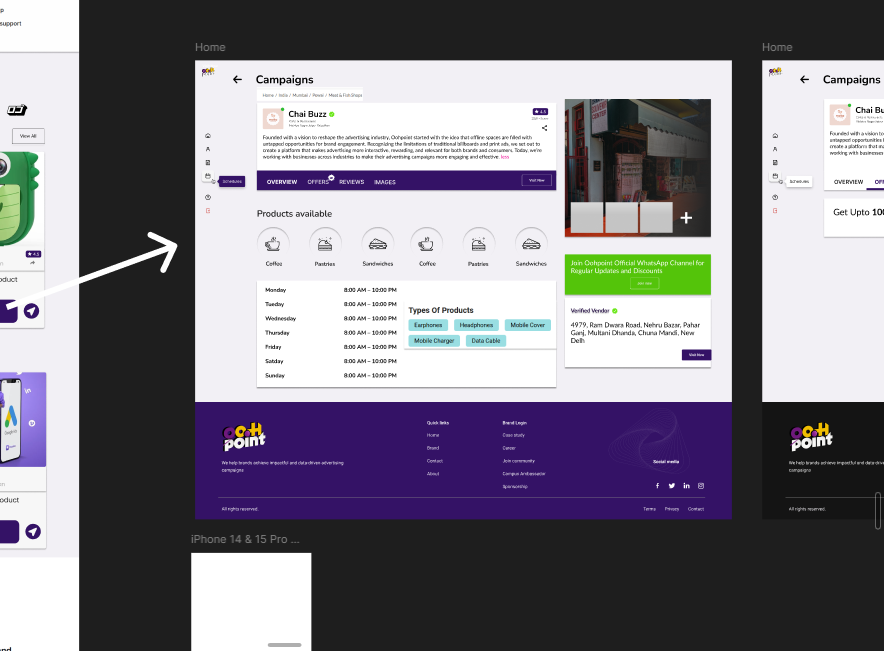 support
View All
4.5
oduct
oduct
Home
OOH
point
Campaigns
Home / India / Mumbai / Powai / Meat & Fish Shops
Chai Buzz
4.5
Founded with a vision to reshape the advertising industry, Oohpoint started with the idea that offline spaces are filled with
untapped opportunities for brand engagement. Recognizing the limitations of traditional billboards and print ads, we set out to
create a platform that makes advertising more interactive, rewarding, and relevant for both brands and consumers. Today, we're
working with businesses across industries to make their advertising campaigns more engaging and effective. less
Schedules
OVERVIEW OFFERS REVIEWS IMAGES
Visit Now
Products available
Coffee
Pastries
Sandwiches
Coffee
Pastries
Sandwiches
Monday 8:00 AM – 10:00 PM
Tueday 8:00 AM – 10:00 PM
Wednesday 8:00 AM – 10:00 PM
Thursday 8:00 AM – 10:00 PM
Friday 8:00 AM – 10:00 PM
Satday 8:00 AM – 10:00 PM
Sunday 8:00 AM – 10:00 PM
Types Of Products
Earphones
Headphones
Mobile Cover
Mobile Charger
Data Cable
Join Oohpoint Official WhatsApp Channel for
Regular Updates and Discounts
Verified Vendor
4979, Ram Dwara Road, Nehru Bazar, Pahar
Ganj, Multani Dhanda, Chuna Mandi, New
Delh
Visit Now
OOH
point
We help brands achieve impactful and data-driven advertising
campaigns
Quick links
Home
Brand
Contact
About
Brand Login
Case study
Career
Join community
Campus Ambassador
Sponsorship
Social media
All rights reserved.
Terms Privacy Contact
iPhone 14 & 15 Pro ...
Home
Campaigns
Chai Bu
Founded with a vision to
untapped opportunities
create a platform that m
working with businesses
Schedules
OVERVIEW
Get Upto 100
OOH
point
We help brands achieve impactful and data-drive
campaigns
All rights reserved.